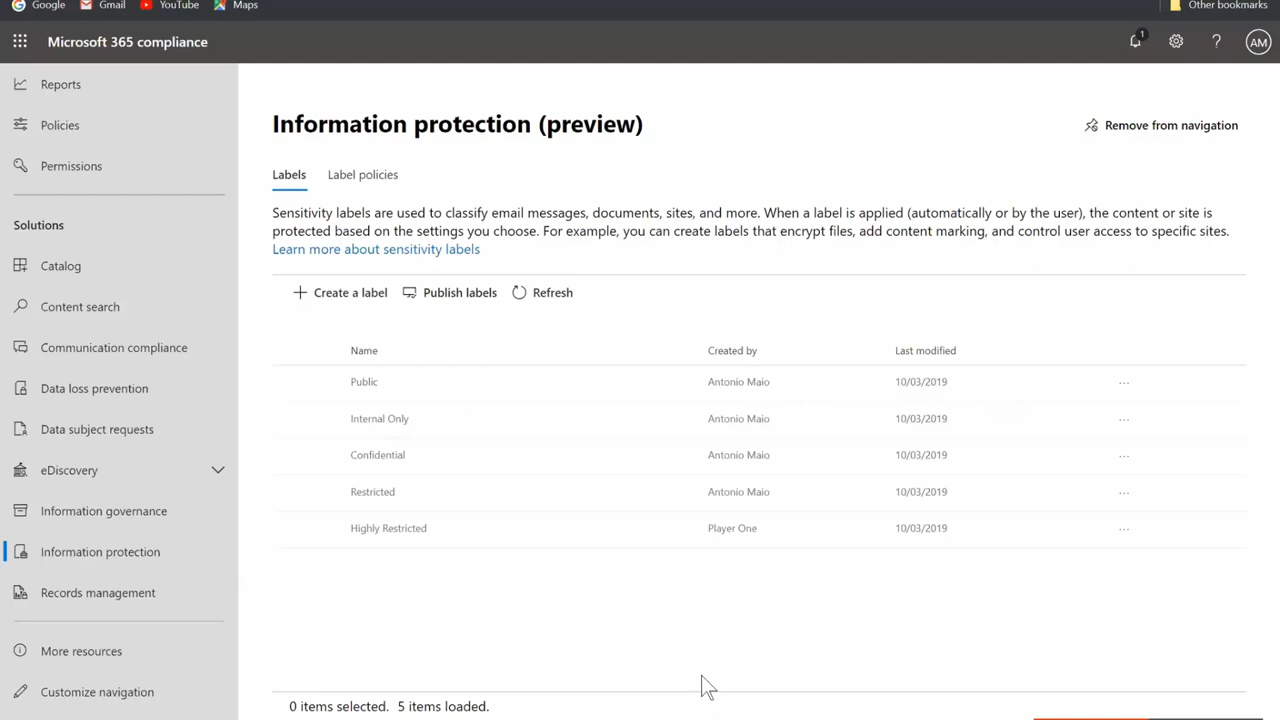 Google Gmail YouTube Maps Other bookmarks
Microsoft 365 compliance 1 ? AM
Reports
Policies
Permissions
Solutions
Catalog
Content search
Communication compliance
Data loss prevention
Data subject requests
eDiscovery
Information governance
Information protection
Records management
More resources
Customize navigation
Information protection (preview)
Remove from navigation
Labels Label policies
Sensitivity labels are used to classify email messages, documents, sites, and more. When a label is applied (automatically or by the user), the content or site is
protected based on the settings you choose. For example, you can create labels that encrypt files, add content marking, and control user access to specific sites.
Learn more about sensitivity labels
Create a label Publish labels Refresh
Name Created by Last modified
Public Antonio Maio 10/03/2019 ...
Internal Only Antonio Maio 10/03/2019 ...
Confidential Antonio Maio 10/03/2019 ...
Restricted Antonio Maio 10/03/2019 ...
Highly Restricted Player One 10/03/2019 ...
0 items selected. 5 items loaded.